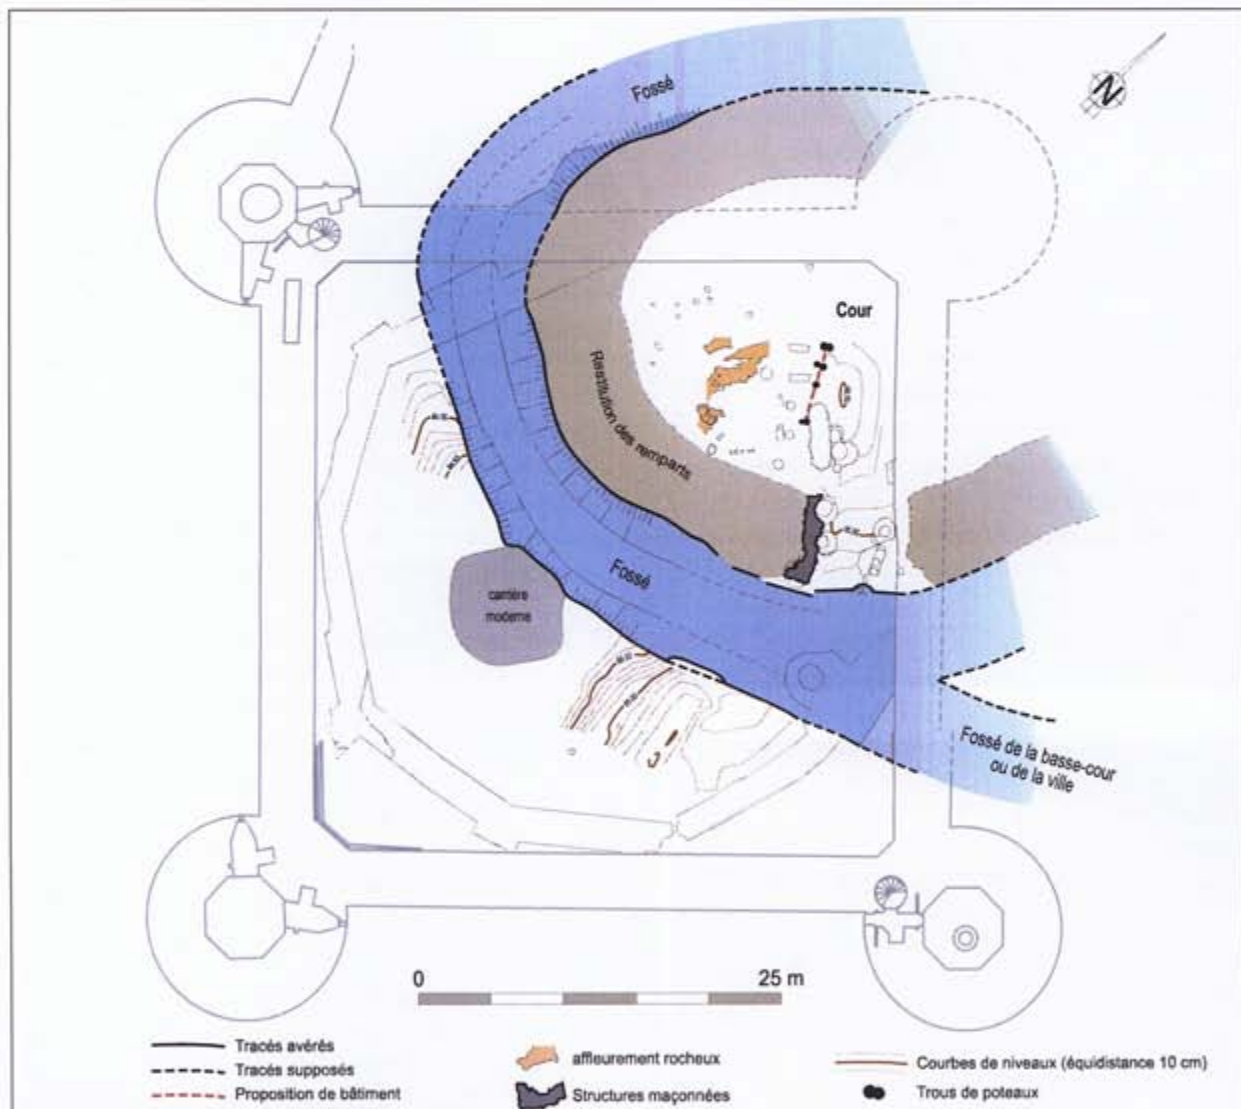 N
Fossé
Cour
Restitution des remparts
Fossé
carrière
moderne
Fossé de la basse-cour
ou de la ville
0 25 m
Tracés avérés
Tracés supposés
Proposition de bâtiment
affleurement rocheux
Structures maçonnées
Courbes de niveaux (équidistance 10 cm)
Trous de poteaux